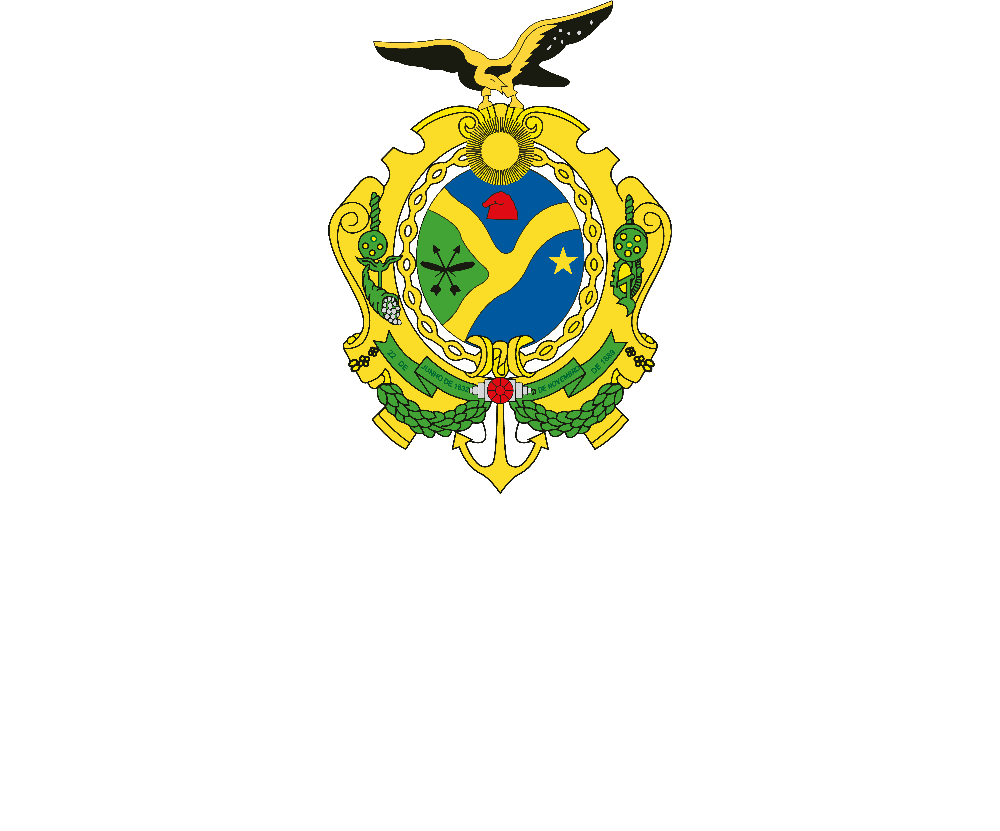 22 DE
JUNHO DE 1832
21 DE NOVEMBRO
DE 1889